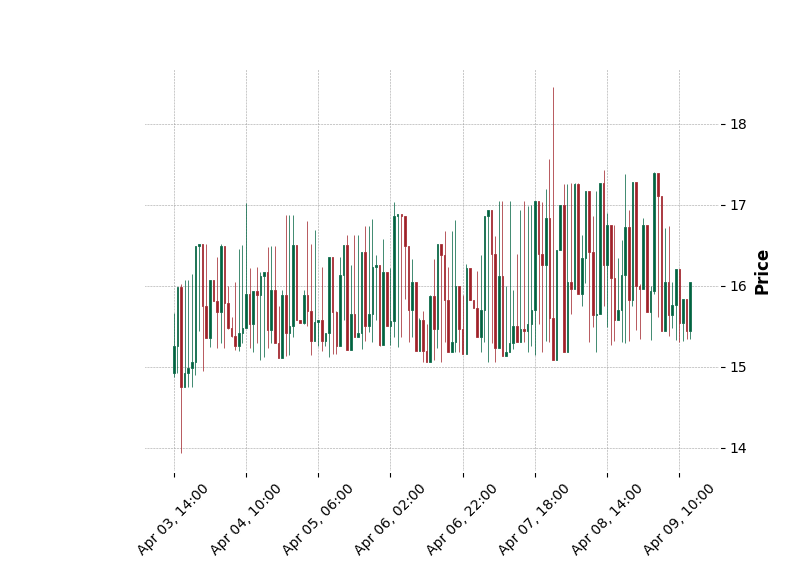 18
17
16
15
14
Price
Apr 03, 14:00
Apr 04, 10:00
Apr 05, 06:00
Apr 06, 02:00
Apr 06, 22:00
Apr 07, 18:00
Apr 08, 14:00
Apr 09, 10:00